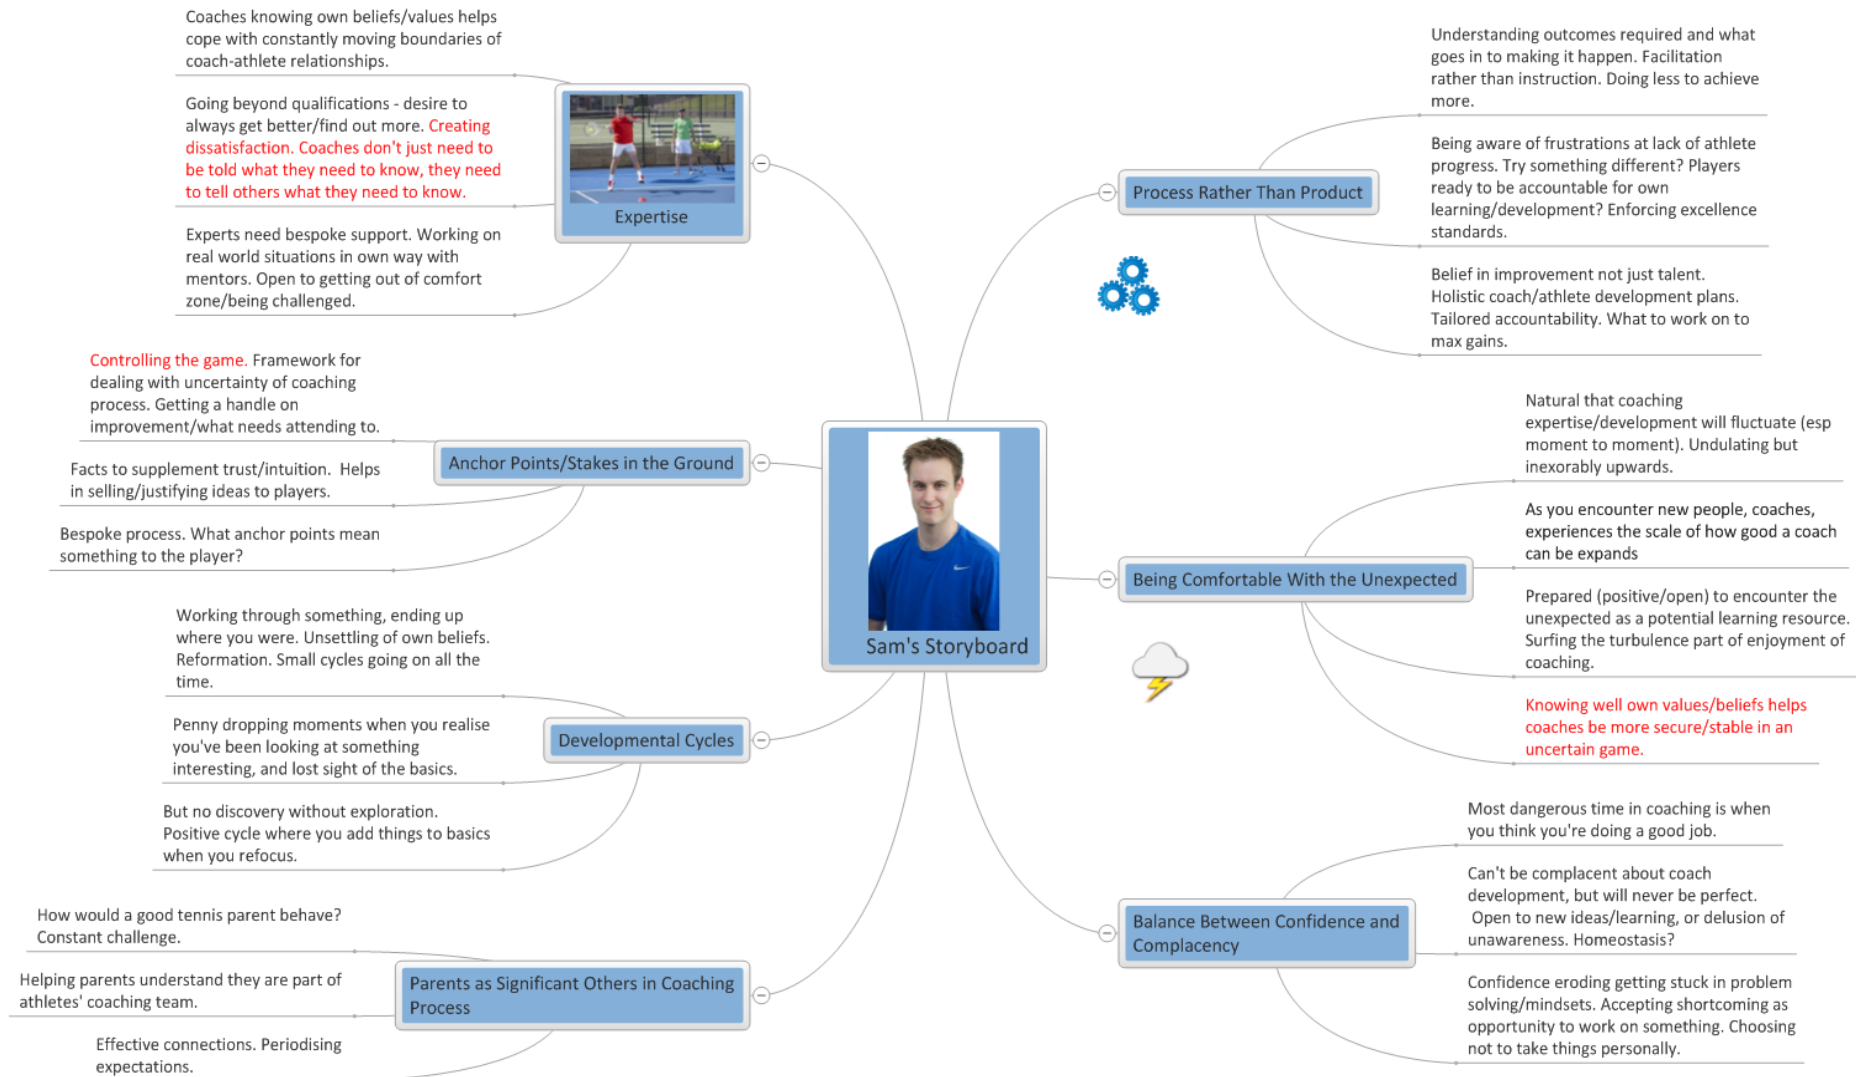 Coaches knowing own beliefs/values helps
cope with constantly moving boundaries of
coach-athlete relationships.
Going beyond qualifications - desire to
always get better/find out more. Creating
dissatisfaction. Coaches don't just need to
be told what they need to know, they need
to tell others what they need to know.
Experts need bespoke support. Working on
real world situations in own way with
mentors. Open to getting out of comfort
zone/being challenged.
Expertise
Controlling the game. Framework for
dealing with uncertainty of coaching
process. Getting a handle on
improvement/what needs attending to.
Facts to supplement trust/intuition.  Helps
in selling/justifying ideas to players.
Bespoke process. What anchor points mean
something to the player?
Anchor Points/Stakes in the Ground
Working through something, ending up
where you were. Unsettling of own beliefs.
Reformation. Small cycles going on all the
time.
Penny dropping moments when you realise
you've been looking at something
interesting, and lost sight of the basics.
But no discovery without exploration.
Positive cycle where you add things to basics
when you refocus.
Developmental Cycles
How would a good tennis parent behave?
Constant challenge.
Helping parents understand they are part of
athletes' coaching team.
Effective connections. Periodising
expectations.
Parents as Significant Others in Coaching
Process
Sam's Storyboard
Process Rather Than Product
Understanding outcomes required and what
goes in to making it happen. Facilitation
rather than instruction. Doing less to achieve
more.
Being aware of frustrations at lack of athlete
progress. Try something different? Players
ready to be accountable for own
learning/development? Enforcing excellence
standards.
Belief in improvement not just talent.
Holistic coach/athlete development plans.
Tailored accountability. What to work on to
max gains.
Being Comfortable With the Unexpected
Natural that coaching
expertise/development will fluctuate (esp
moment to moment). Undulating but
inexorably upwards.
As you encounter new people, coaches,
experiences the scale of how good a coach
can be expands
Prepared (positive/open) to encounter the
unexpected as a potential learning resource.
Surfing the turbulence part of enjoyment of
coaching.
Knowing well own values/beliefs helps
coaches be more secure/stable in an
uncertain game.
Balance Between Confidence and
Complacency
Most dangerous time in coaching is when
you think you're doing a good job.
Can't be complacent about coach
development, but will never be perfect.
Open to new ideas/learning, or delusion of
unawareness. Homeostasis?
Confidence eroding getting stuck in problem
solving/mindsets. Accepting shortcoming as
opportunity to work on something. Choosing
not to take things personally.